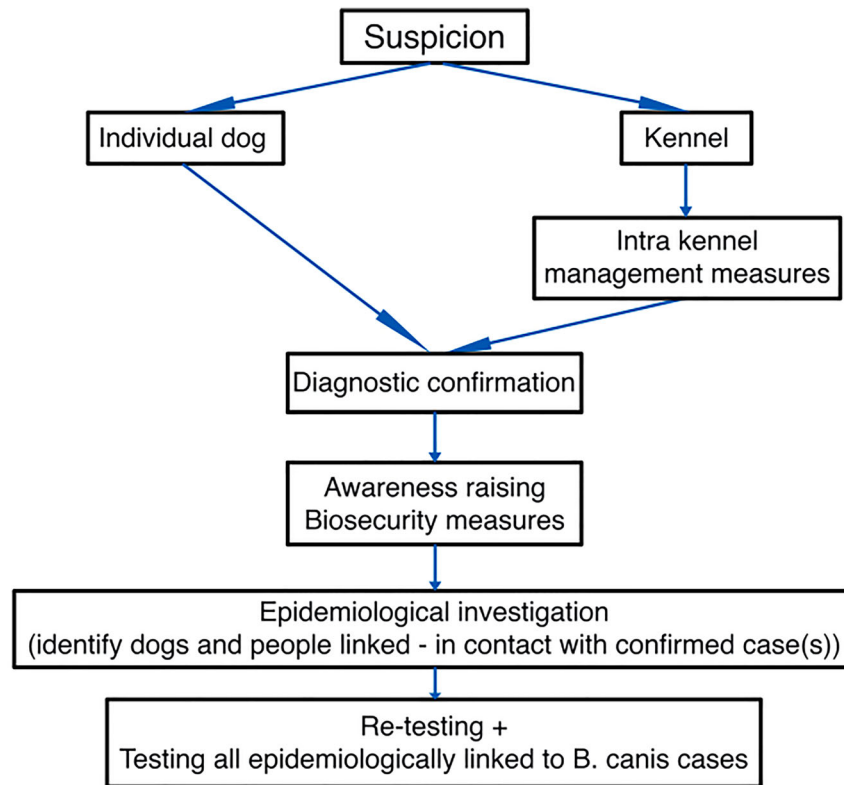 Suspicion
Individual dog
Kennel
Intra kennel
management measures
Diagnostic confirmation
Awareness raising
Biosecurity measures
Epidemiological investigation
(identify dogs and people linked - in contact with confirmed case(s))
Re-testing +
Testing all epidemiologically linked to B. canis cases